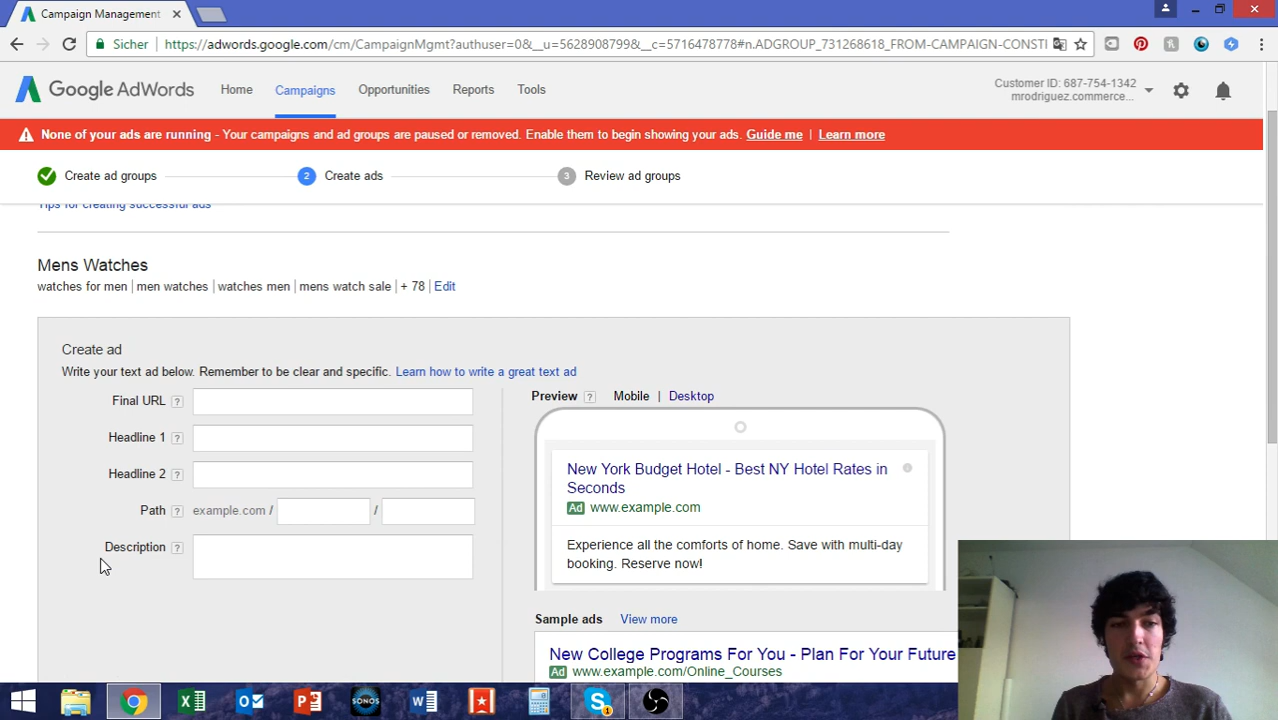 Campaign Management
Sicher | https://adwords.google.com/cm/CampaignMgmt?authuser=0&__u=5628908799&__c=5716478778#n.ADGROUP_731268618_FROM-CAMPAIGN-CONSTI
Google AdWords Home Campaigns Opportunities Reports Tools
Customer ID: 687-754-1342
mrodriguez.commerce...
None of your ads are running - Your campaigns and ad groups are paused or removed. Enable them to begin showing your ads. Guide me | Learn more
Create ad groups 2 Create ads 3 Review ad groups
Tips for creating successful ads
Mens Watches
watches for men | men watches | watches men | mens watch sale | + 78 | Edit
Create ad
Write your text ad below. Remember to be clear and specific. Learn how to write a great text ad
Final URL ?
Headline 1 ?
Headline 2 ?
Path ? example.com / /
Description ?
Preview ? Mobile | Desktop
New York Budget Hotel - Best NY Hotel Rates in
Seconds
Ad www.example.com
Experience all the comforts of home. Save with multi-day
booking. Reserve now!
Sample ads View more
New College Programs For You - Plan For Your Future
Ad www.example.com/Online_Courses
SONOS